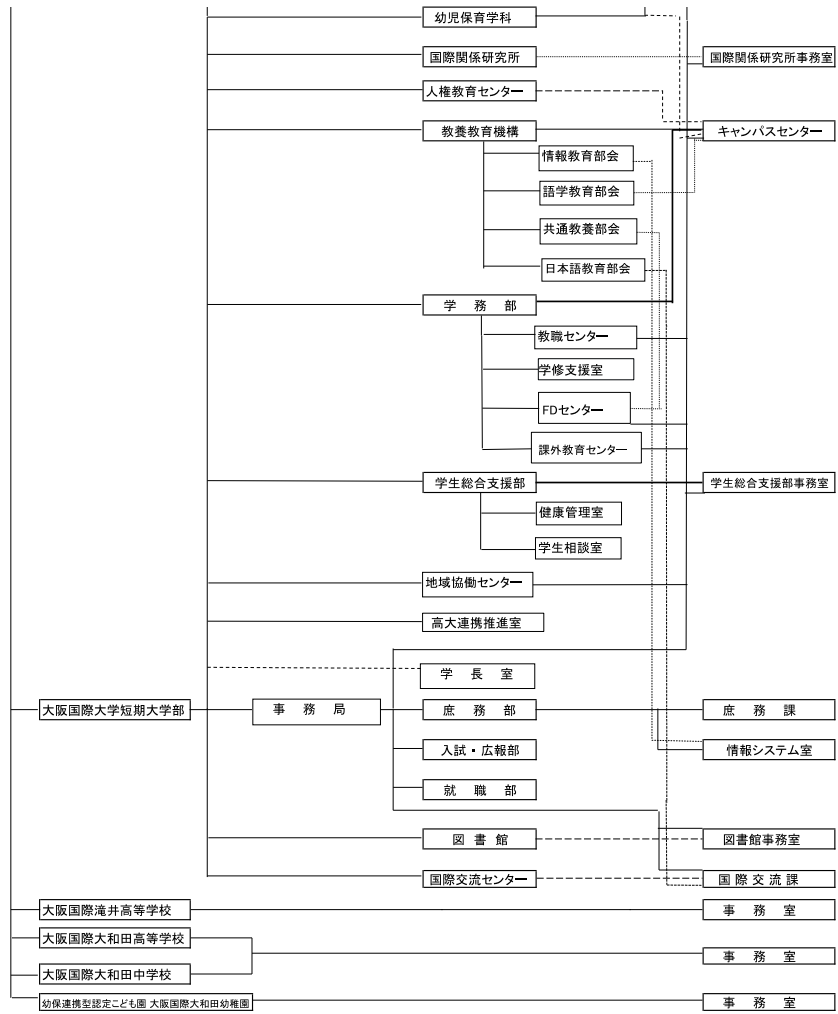 幼児保育学科
国際関係研究所
国際関係研究所事務室
人権教育センター
教養教育機構
キャンパスセンター
情報教育部会
語学教育部会
共通教養部会
日本語教育部会
学 務 部
教職センター
学修支援室
FDセンター
課外教育センター
学生総合支援部
学生総合支援部事務室
健康管理室
学生相談室
地域協働センター
高大連携推進室
学 長 室
大阪国際大学短期大学部
事 務 局
庶 務 部
庶 務 課
入試・広報部
情報システム室
就 職 部
図 書 館
図書館事務室
国際交流センター
国 際 交 流 課
大阪国際滝井高等学校
事 務 室
大阪国際大和田高等学校
事 務 室
大阪国際大和田中学校
幼保連携型認定こども園 大阪国際大和田幼稚園
事 務 室